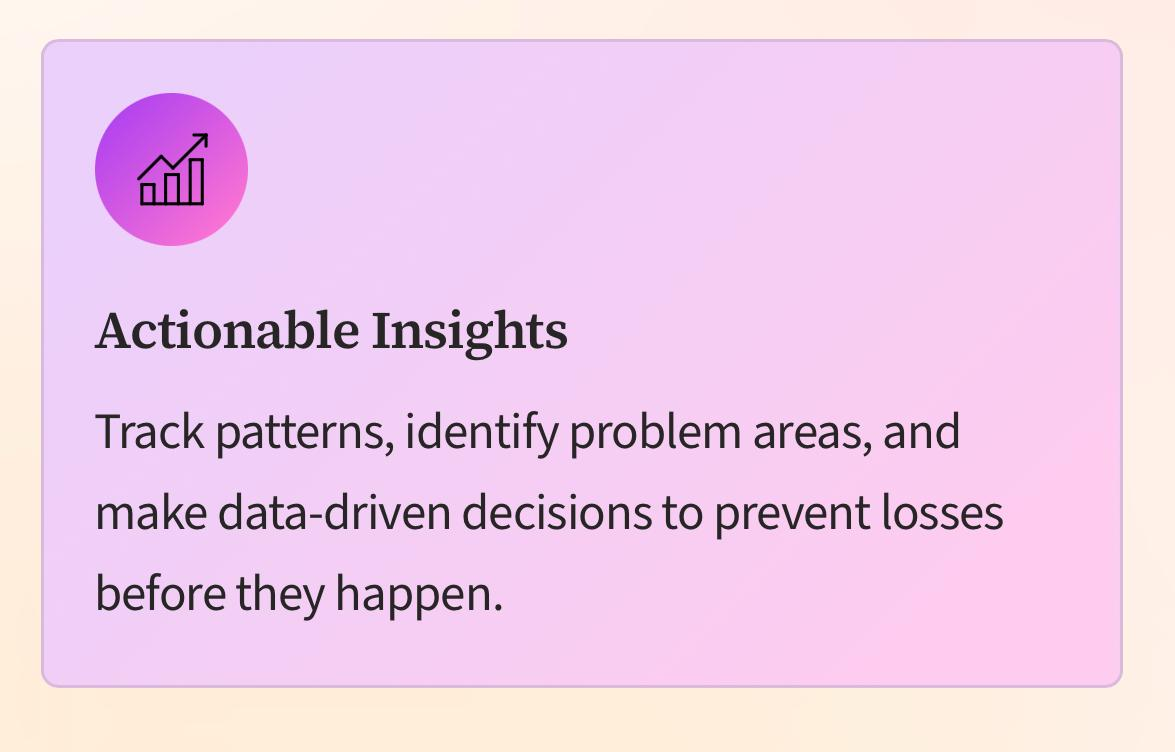 Actionable Insights
Track patterns, identify problem areas, and
make data-driven decisions to prevent losses
before they happen.